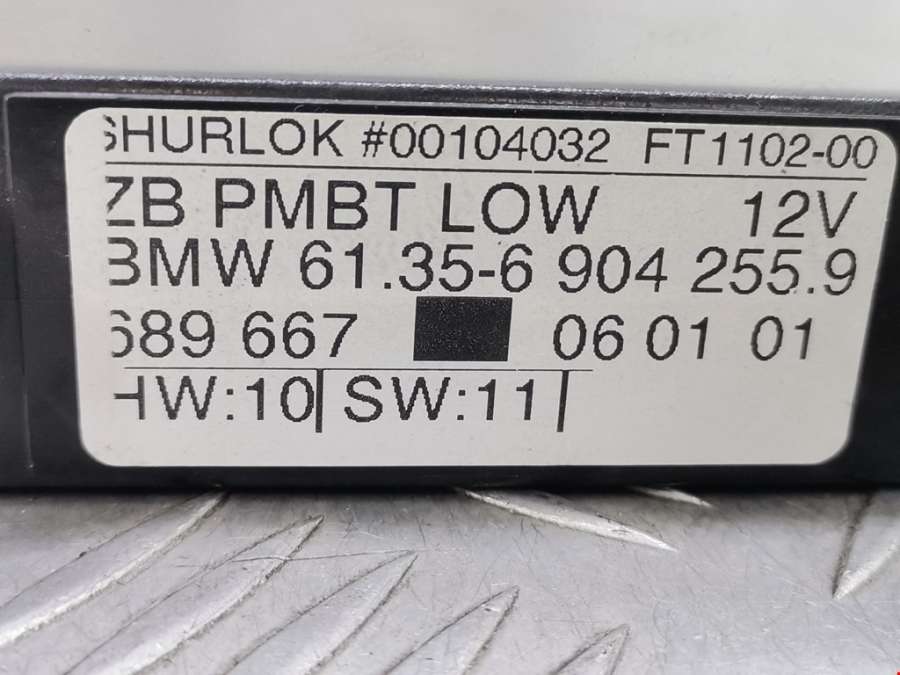 SHURLOK #00104032 FT1102-00
ZB PMBT LOW 12V
BMW 61.35-6 904 255.9
689 667 06 01 01
HW:10 SW:11